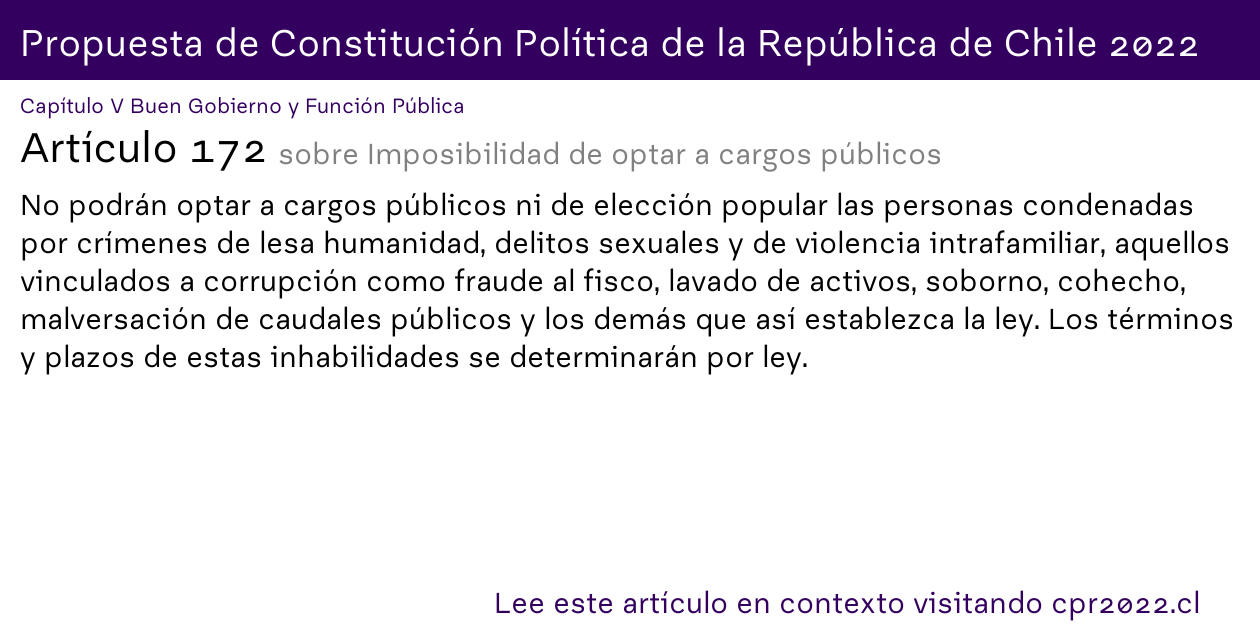 Propuesta de Constitución Política de la República de Chile 2022
Capítulo V Buen Gobierno y Función Pública
Artículo 172 sobre Imposibilidad de optar a cargos públicos
No podrán optar a cargos públicos ni de elección popular las personas condenadas
por crímenes de lesa humanidad, delitos sexuales y de violencia intrafamiliar, aquellos
vinculados a corrupción como fraude al fisco, lavado de activos, soborno, cohecho,
malversación de caudales públicos y los demás que así establezca la ley. Los términos
y plazos de estas inhabilidades se determinarán por ley.
Lee este artículo en contexto visitando cpr2022.cl